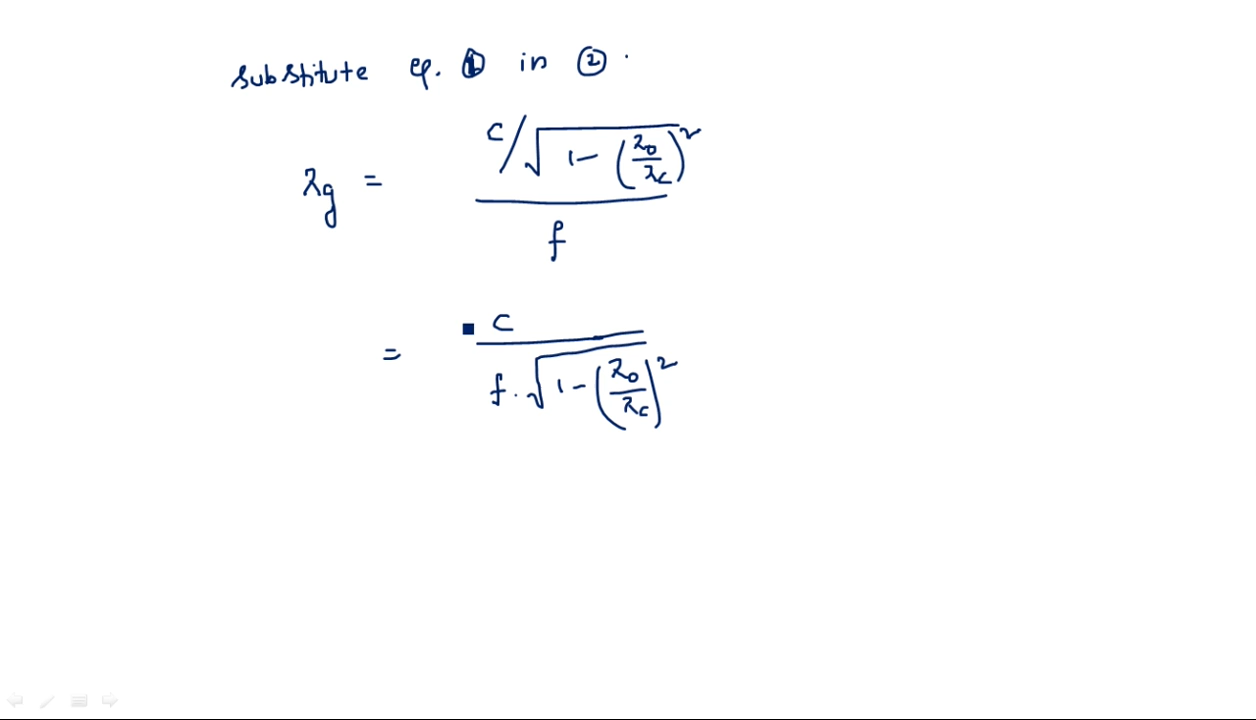 substitute eq. ① in ② .
λg = c/√(1-(λ0/λc)²) / f
= c / f.√(1-(λ0/λc)²)